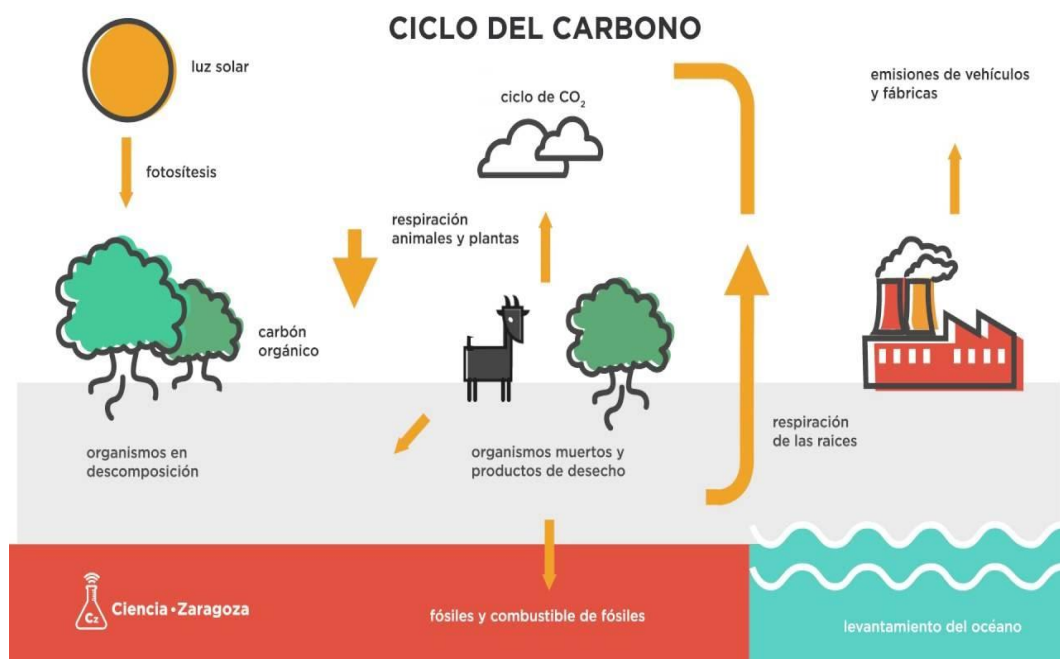 CICLO DEL CARBONO
luz solar
ciclo de CO₂
emisiones de vehículos
y fábricas
fotosítesis
respiración
animales y plantas
carbón
orgánico
respiración
de las raices
organismos en
descomposición
organismos muertos y
productos de desecho
Cz
Ciencia•Zaragoza
fósiles y combustible de fósiles
levantamiento del océano